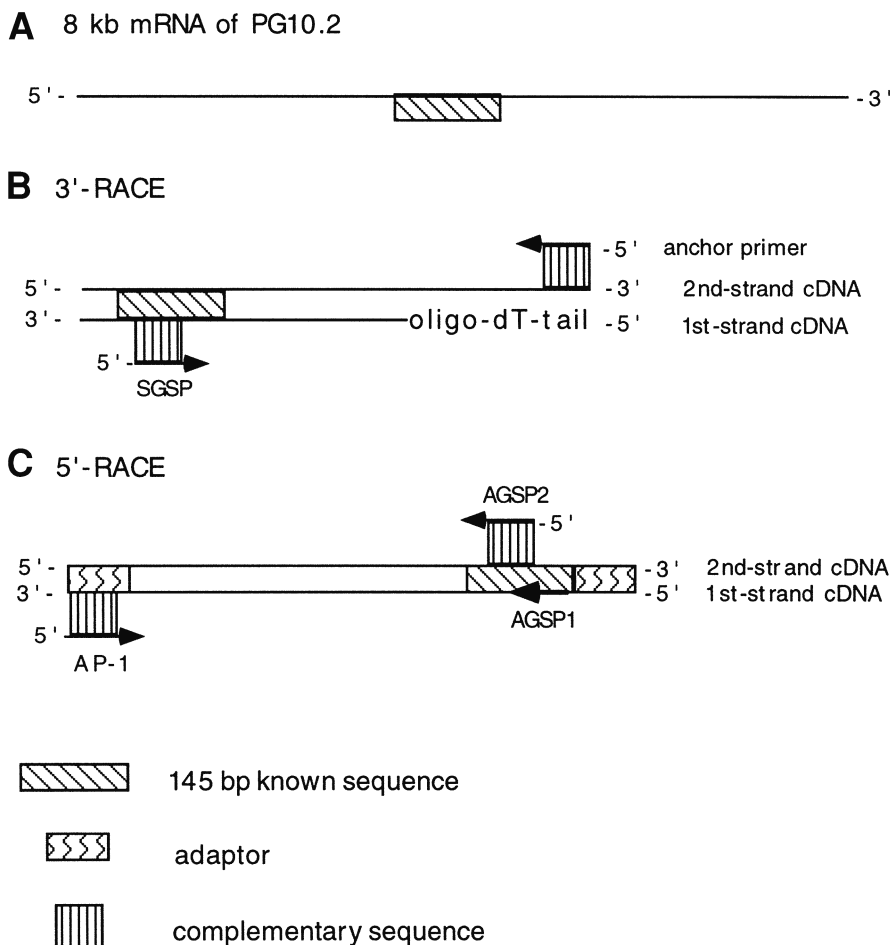 A 8 kb mRNA of PG10.2
5'- -3'
B 3'-RACE
-5' anchor primer
5'- -3' 2nd-strand cDNA
3'- oligo-dT-tail -5' 1st-strand cDNA
5'-
SGSP
C 5'-RACE
AGSP2
-5'
5'- -3' 2nd-strand cDNA
3'- -5' 1st-strand cDNA
AGSP1
5'
AP-1
145 bp known sequence
adaptor
complementary sequence